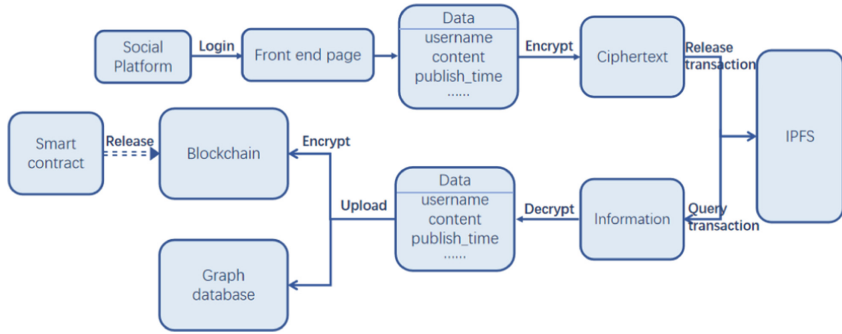 Social
Platform
Login
Front end page
Data
username
content
publish_time
......
Encrypt
Ciphertext
Release
transaction
IPFS
Smart
contract
Release
Blockchain
Encrypt
Upload
Data
username
content
publish_time
......
Decrypt
Information
Query
transaction
Graph
database